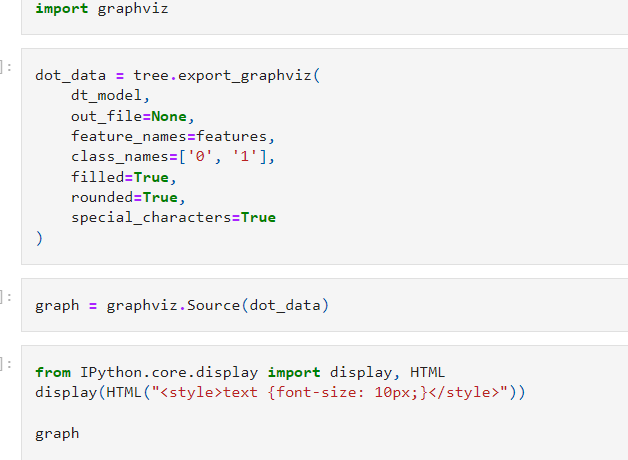 import graphviz
]:
dot_data = tree.export_graphviz(
    dt_model,
    out_file=None,
    feature_names=features,
    class_names=['0', '1'],
    filled=True,
    rounded=True,
    special_characters=True
)
]:
graph = graphviz.Source(dot_data)
]:
from IPython.core.display import display, HTML
display(HTML("<style>text {font-size: 10px;}</style>"))
graph